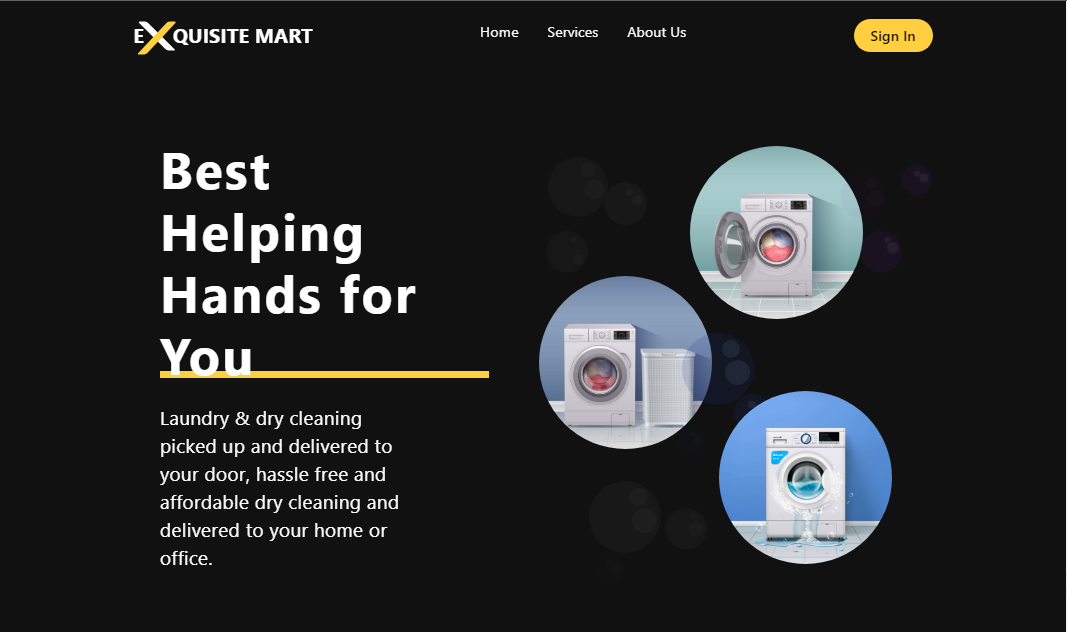 EXQUISITE MART
Home
Services
About Us
Sign In
Best
Helping
Hands for
You
Laundry & dry cleaning
picked up and delivered to
your door, hassle free and
affordable dry cleaning and
delivered to your home or
office.